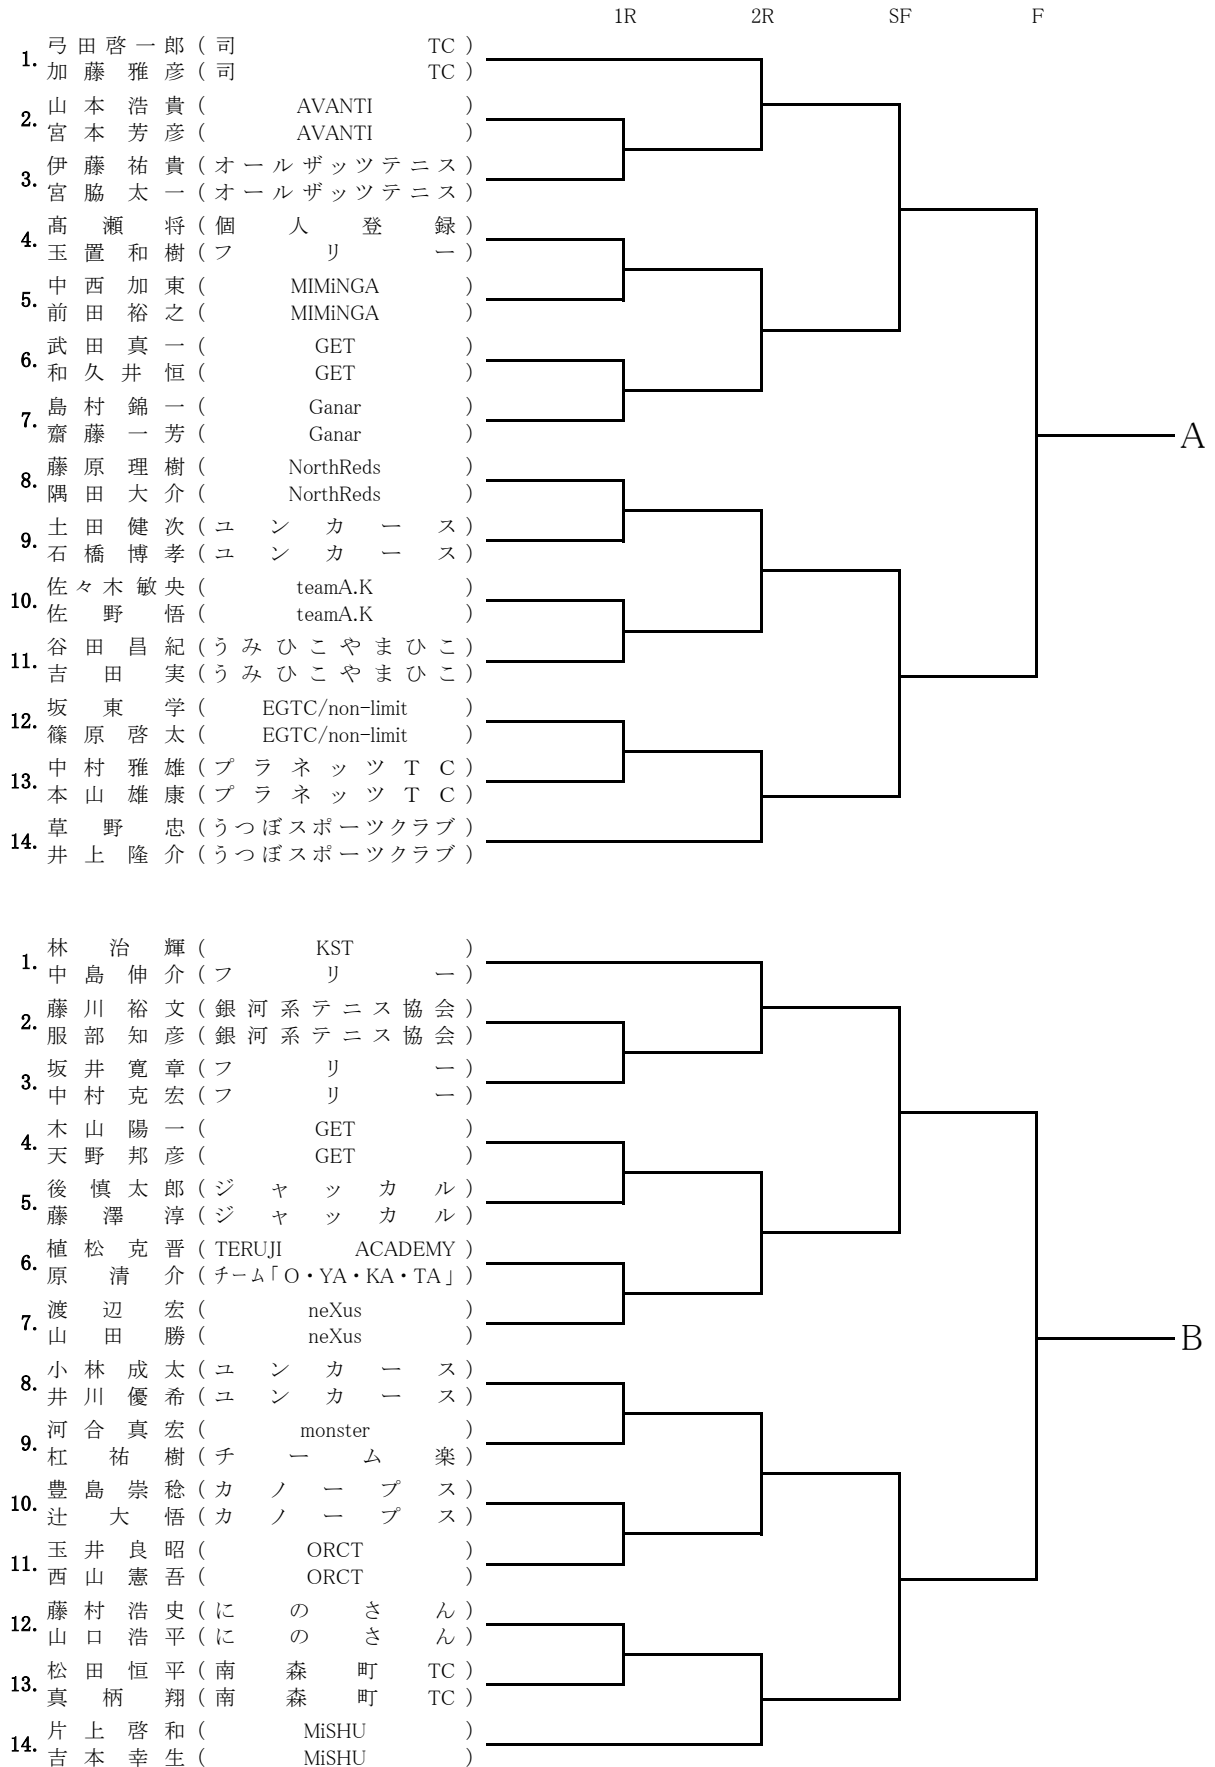 1R 2R SF F
弓田啓一郎(司 TC)
1.
加藤雅彦(司 TC)
山本浩貴(AVANTI)
2.
宮本芳彦(AVANTI)
伊藤祐貴(オールザッツテニス)
3.
宮脇太一(オールザッツテニス)
髙瀬将(個人登録)
4.
玉置和樹(フリー)
中西加東(MIMiNGA)
5.
前田裕之(MIMiNGA)
武田真一(GET)
6.
和久井恒(GET)
島村錦一(Ganar)
7.
齋藤一芳(Ganar)
A
藤原理樹(NorthReds)
8.
隅田大介(NorthReds)
土田健次(ユンカース)
9.
石橋博孝(ユンカース)
佐々木敏央(teamA.K)
10.
佐野悟(teamA.K)
谷田昌紀(うみひこやまひこ)
11.
吉田実(うみひこやまひこ)
坂東学(EGTC/non-limit)
12.
篠原啓太(EGTC/non-limit)
中村雅雄(プラネッツTC)
13.
本山雄康(プラネッツTC)
草野忠(うつぼスポーツクラブ)
14.
井上隆介(うつぼスポーツクラブ)
林治輝(KST)
1.
中島伸介(フリー)
藤川裕文(銀河系テニス協会)
2.
服部知彦(銀河系テニス協会)
坂井寛章(フリー)
3.
中村克宏(フリー)
木山陽一(GET)
4.
天野邦彦(GET)
後慎太郎(ジャッカル)
5.
藤澤淳(ジャッカル)
植松克晋(TERUJI ACADEMY)
6.
原清介(チーム「O・YA・KA・TA」)
渡辺宏(neXus)
7.
山田勝(neXus)
B
小林成太(ユンカース)
8.
井川優希(ユンカース)
河合真宏(monster)
9.
杠祐樹(チーム楽)
豊島崇稔(カノープス)
10.
辻大悟(カノープス)
玉井良昭(ORCT)
11.
西山憲吾(ORCT)
藤村浩史(にのさん)
12.
山口浩平(にのさん)
松田恒平(南森町TC)
13.
真柄翔(南森町TC)
片上啓和(MiSHU)
14.
吉本幸生(MiSHU)